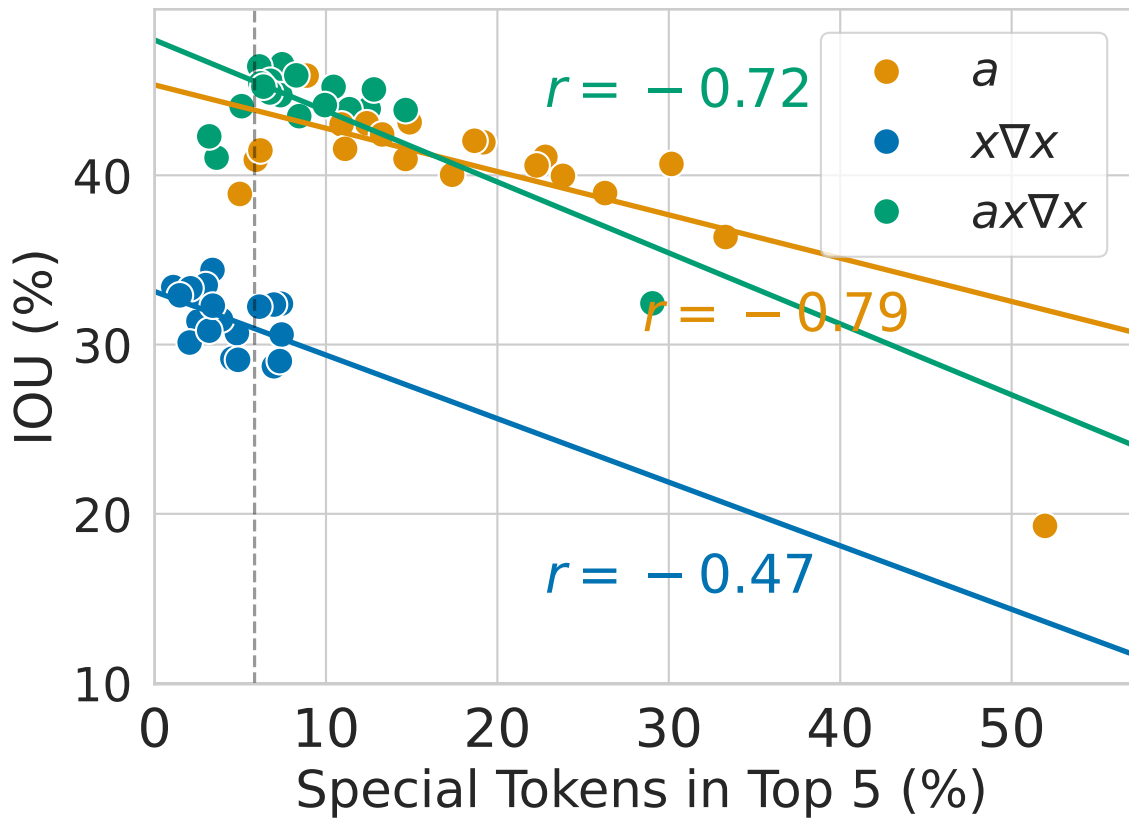 r = − 0.72
a
x∇x
ax∇x
r = − 0.79
r = − 0.47
IOU (%)
40
30
20
10
0 10 20 30 40 50
Special Tokens in Top 5 (%)